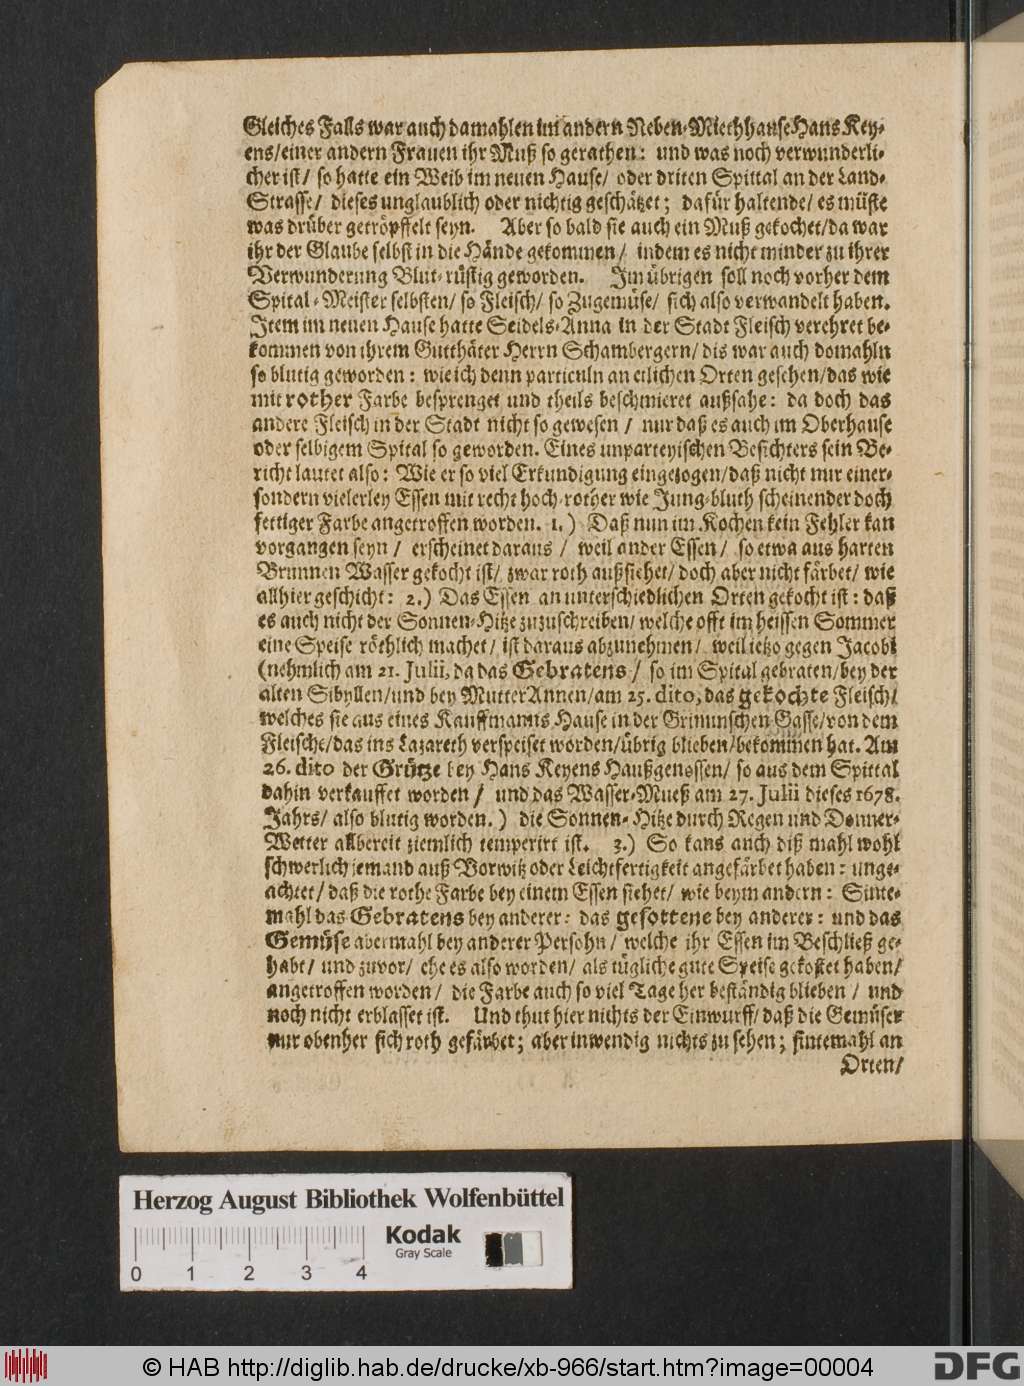 Gleiches Falls war auch damahlen im andern Neben-Miethhause Hans Key-
ens/ einer andern Frauen ihr Muß so gerathen: und was noch verwunderli-
cher ist/ so hatte ein Weib im neuen Hause/ oder driten Spittal an der Land-
Strasse/ dieses unglaublich oder nichtig geschätzet; dafür haltende/ es müste
was drüber getröpffelt seyn. Aber so bald sie auch ein Muß gekochet/ da war
ihr der Glaube selbst in die Hände gekommen/ indem es nicht minder zu ihrer
Verwunderung Blut-rüstig geworden. Im übrigen soll noch vorher dem
Spital-Meister selbsten/ so Fleisch/ so Zugemüse/ sich also verwandelt haben.
Item im neuen Hause hatte Seidels-Anna in der Stadt Fleisch verehret be-
kommen von ihrem Gutthäter Herrn Schambergern/ dis war auch domahln
so blutig geworden: wie ich denn particuln an etlichen Orten gesehen/ das wie
mit rother Farbe besprenget und theils beschmieret außsahe: da doch das
andere Fleisch in der Stadt nicht so gewesen/ nur daß es auch im Oberhause
oder selbigem Spital so geworden. Eines unparteyischen Besichters sein Be-
richt lautet also: Wie er so viel Erkundigung eingezogen/ daß nicht nur einer-
sondern vielerley Essen mit recht hoch-rother wie Jung-bluth scheinender doch
fettiger Farbe angetroffen worden. 1.) Daß nun im Kochen kein Fehler kan
vorgangen seyn/ erscheinet daraus/ weil ander Essen/ so etwa aus harten
Brunnen Wasser gekocht ist/ zwar roth außsiehet/ doch aber nicht färbet/ wie
allhier geschicht: 2.) Das Essen an unterschiedlichen Orten gekocht ist: daß
es auch nicht der Sonnen-Hitze zuzuschreiben/ welche offt im heissen Sommer
eine Speise röthlich machet/ ist daraus abzunehmen/ weil ietzo gegen Jacobi
(nehmlich am 21. Julii, da das Gebratens/ so im Spital gebraten/ bey der
alten Sibyllen/ und bey Mutter Annen/ am 25. dito, das gekochte Fleisch/
welches sie aus eines Kauffmanns Hause in der Grimmschen Gasse/ von dem
Fleische/ das ins Lazareth verspeiset worden/ übrig blieben/ bekommen hat. Am
26. dito der Grütze bey Hans Keyens Haußgenossen/ so aus dem Spittal
dahin verkauffet worden/ und das Wasser-Mueß am 27. Julii dieses 1678.
Jahrs/ also blutig worden.) die Sonnen-Hitze durch Regen und Donner-
Wetter allbereit ziemlich temperirt ist. 3.) So kans auch diß mahl wohl
schwerlich jemand auß Vorwitz oder Leichtfertigkeit angefärbet haben: unge-
achtet/ daß die rothe Farbe bey einem Essen stehet/ wie beym andern: Sinte-
mahl das Gebratens bey anderer: das gesottene bey anderer: und das
Gemüse abermahl bey anderer Persohn/ welche ihr Essen im Beschließ ge-
habt/ und zuvor/ ehe es also worden/ als tügliche gute Speise gekostet haben/
angetroffen worden/ die Farbe auch so viel Tage her beständig blieben/ und
noch nicht erblasset ist. Und thut hier nichts der Einwurff/ daß die Gemüser
nur obenher sich roth gefärbet; aber inwendig nichts zu sehen; sintemahl an
Orten/
Herzog August Bibliothek Wolfenbüttel
Kodak
Gray Scale
0 1 2 3 4
© HAB http://diglib.hab.de/drucke/xb-966/start.htm?image=00004
DFG